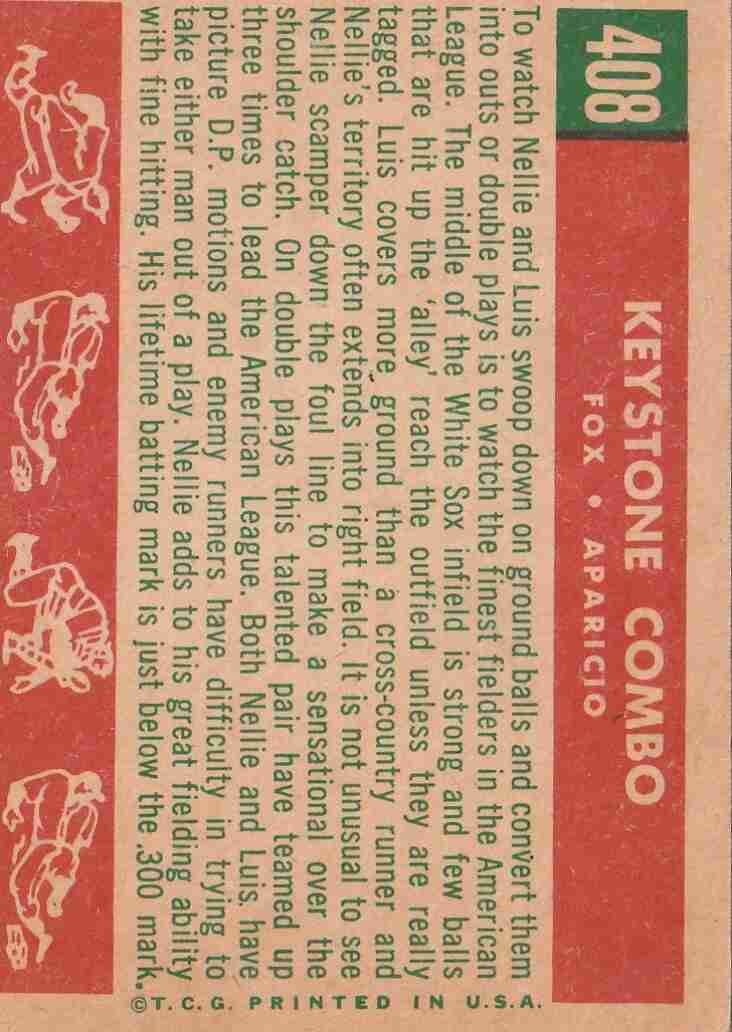 408
KEYSTONE COMBO
FOX • APARICIO
To watch Nellie and Luis swoop down on ground balls and convert them
into outs or double plays is to watch the finest fielders in the American
League. The middle of the White Sox infield is strong and few balls
that are hit up the 'alley' reach the outfield unless they are really
tagged. Luis covers more ground than a cross-country runner and
Nellie's territory often extends into right field. It is not unusual to see
Nellie scamper down the foul line to make a sensational over the
shoulder catch. On double plays this talented pair have teamed up
three times to lead the American League. Both Nellie and Luis have
picture D.P. motions and enemy runners have difficulty in trying to
take either man out of a play. Nellie adds to his great fielding ability
with fine hitting. His lifetime batting mark is just below the .300 mark.
©T.C.G. PRINTED IN U.S.A.